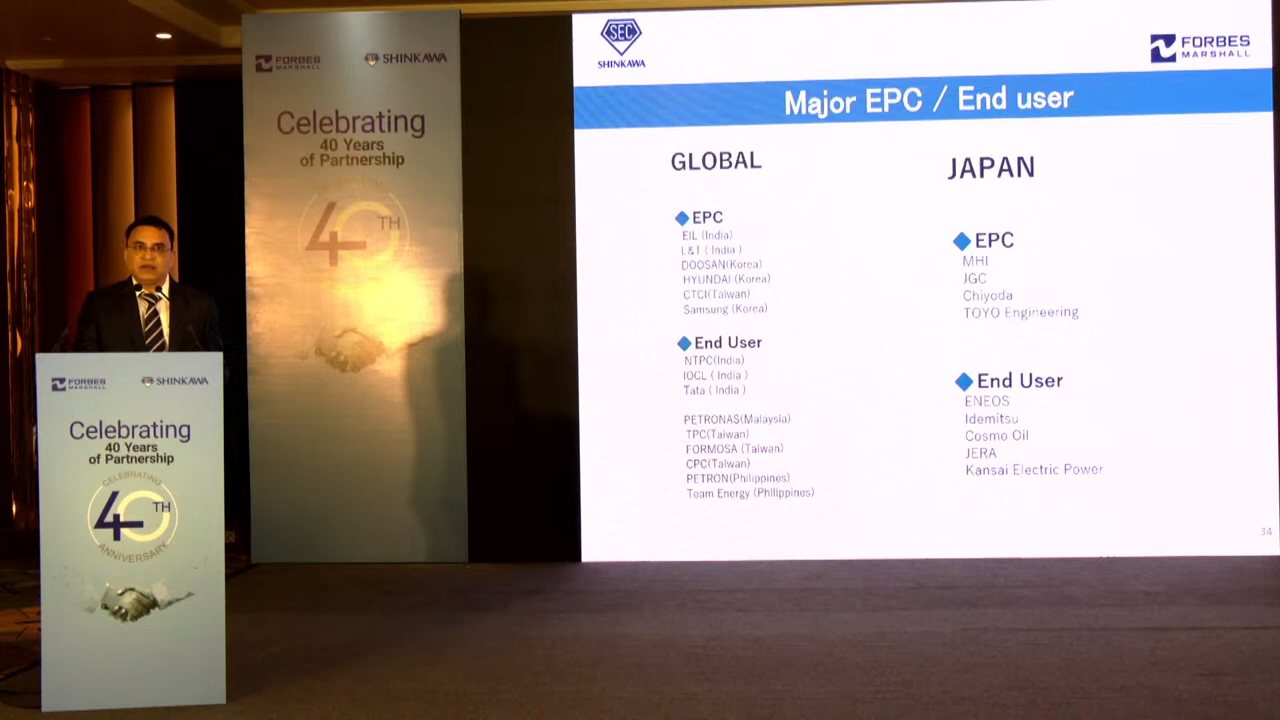 FORBES
MARSHALL
SHINKAWA
Celebrating
40 Years
of Partnership
40TH
FORBES
MARSHALL
SHINKAWA
Celebrating
40 Years
of Partnership
CELEBRATING
40TH
ANNIVERSARY
SEC
SHINKAWA
FORBES
MARSHALL
Major EPC / End user
GLOBAL
EPC
EIL (India)
L&T ( India )
DOOSAN(Korea)
HYUNDAI (Korea)
CTCI(Taiwan)
Samsung (Korea)
End User
NTPC(India)
IOCL ( India )
Tata ( India )
PETRONAS(Malaysia)
TPC(Taiwan)
FORMOSA (Taiwan)
CPC(Taiwan)
PETRON(Philippines)
Team Energy (Philippines)
JAPAN
EPC
MHI
JGC
Chiyoda
TOYO Engineering
End User
ENEOS
Idemitsu
Cosmo Oil
JERA
Kansai Electric Power
34